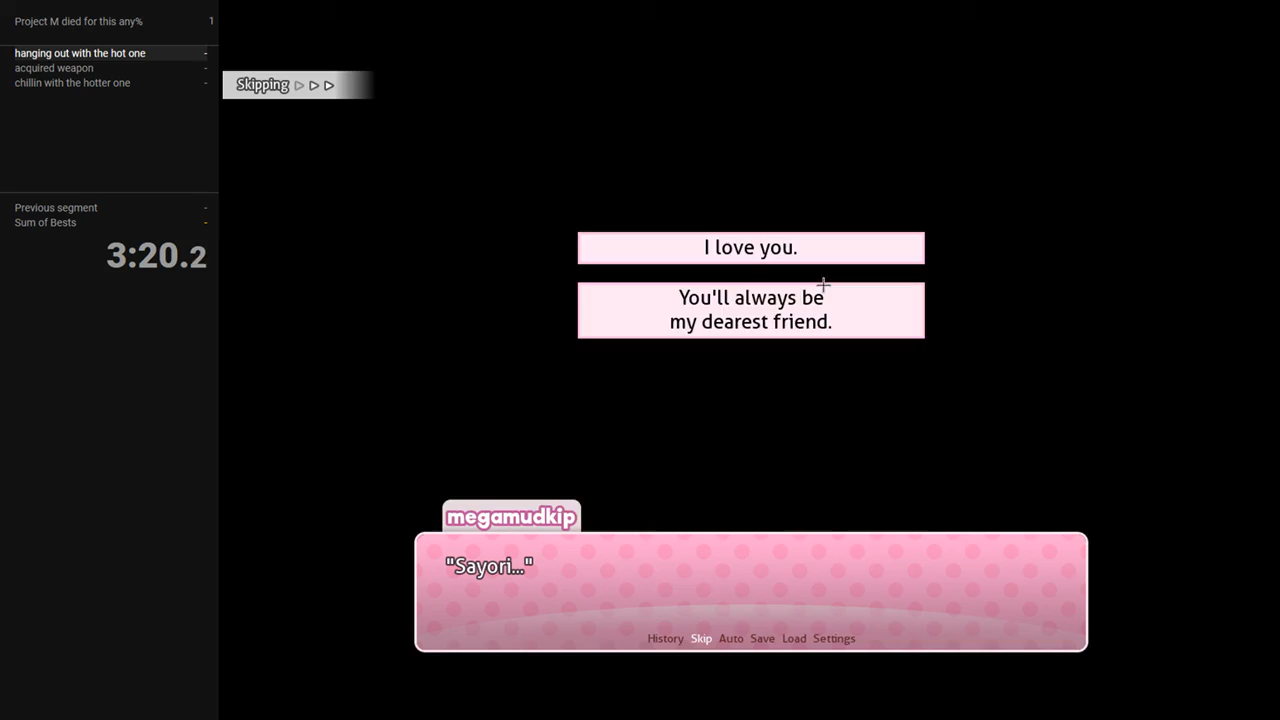 Project M died for this any% 1
hanging out with the hot one -
acquired weapon -
chillin with the hotter one -
Previous segment -
Sum of Bests -
3:20.2
Skipping
I love you.
You'll always be
my dearest friend.
megamudkip
"Sayori..."
History Skip Auto Save Load Settings